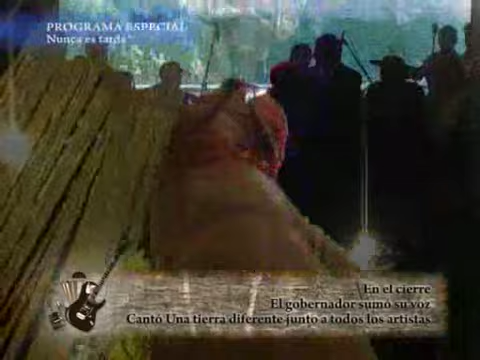 PROGRAMA ESPECIAL
Nunca es tarde
En el cierre
El gobernador sumó su voz
Cantó Una tierra diferente junto a todos los artistas